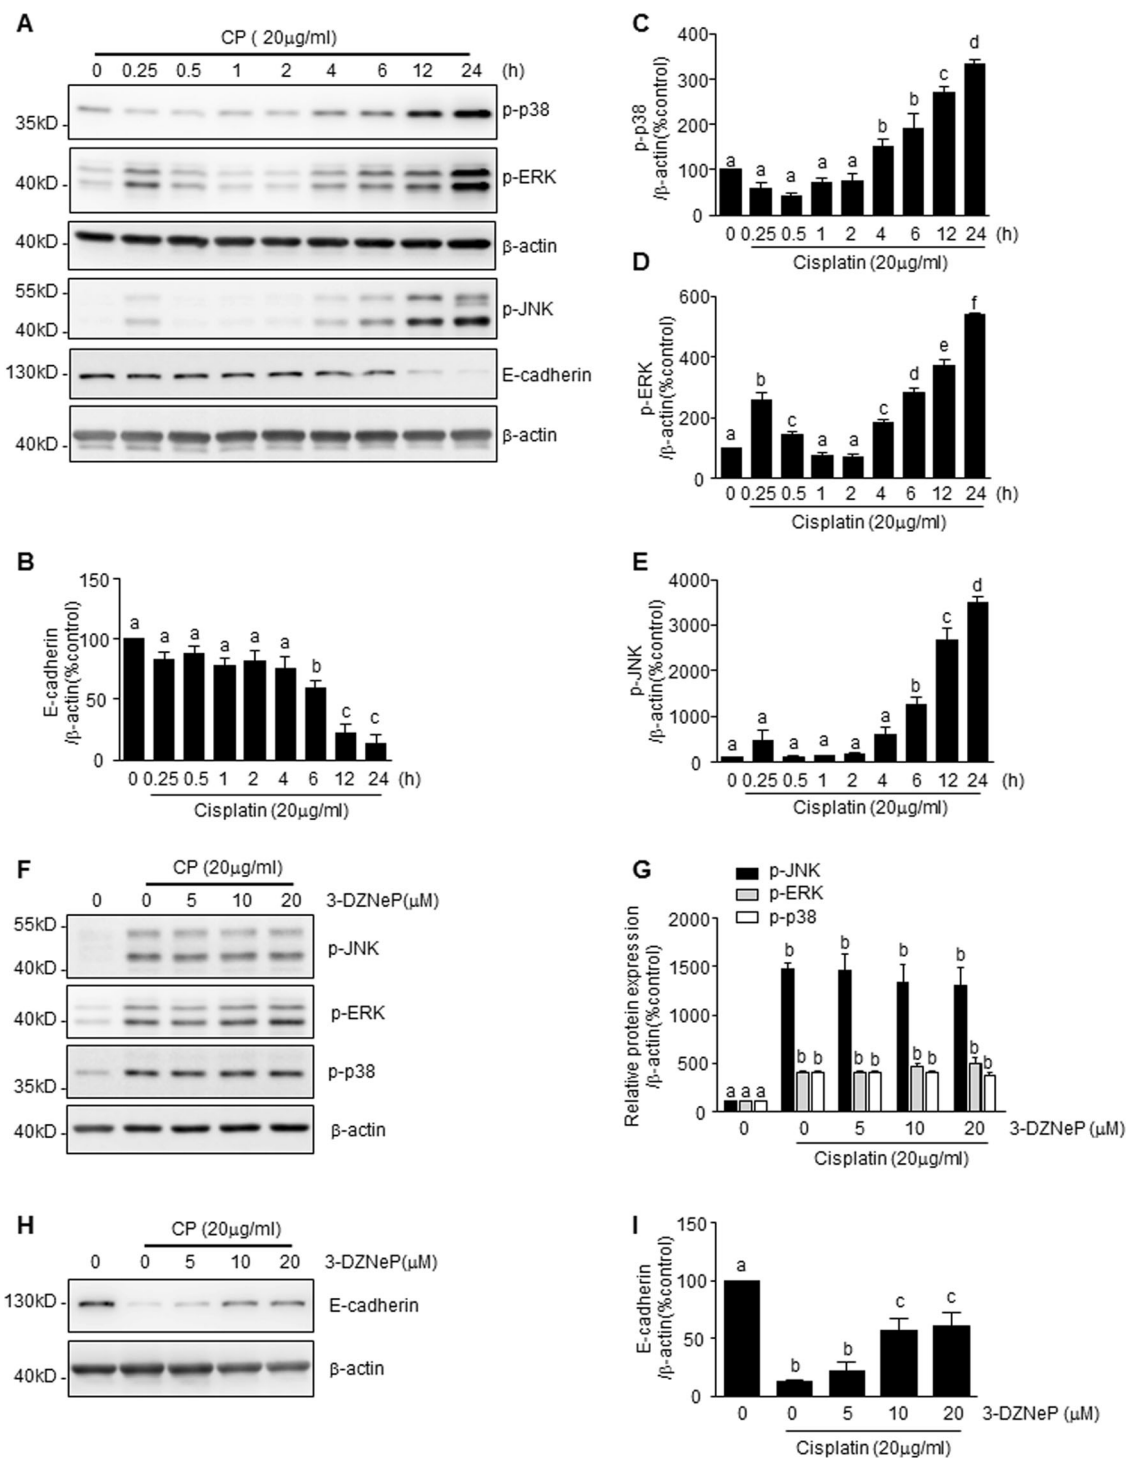 A
CP ( 20µg/ml)
0 0.25 0.5 1 2 4 6 12 24 (h)
35kD
p-p38
40kD
p-ERK
40kD
β-actin
55kD
40kD
p-JNK
130kD
E-cadherin
40kD
β-actin
B
E-cadherin
/β-actin(%control)
150
100
50
0
a a a a a a b c c
0 0.25 0.5 1 2 4 6 12 24 (h)
Cisplatin (20µg/ml)
C
p-p38
/β-actin(%control)
400
300
200
100
0
a a a a a b b c d
0 0.25 0.5 1 2 4 6 12 24 (h)
Cisplatin (20µg/ml)
D
p-ERK
/β-actin(%control)
600
400
200
0
a b c a a c d e f
0 0.25 0.5 1 2 4 6 12 24 (h)
Cisplatin (20µg/ml)
E
p-JNK
/β-actin(%control)
4000
3000
2000
1000
0
a a a a a a b c d
0 0.25 0.5 1 2 4 6 12 24 (h)
Cisplatin (20µg/ml)
F
CP (20µg/ml)
0 0 5 10 20 3-DZNeP(µM)
55kD
40kD
p-JNK
40kD
p-ERK
35kD
p-p38
40kD
β-actin
G
p-JNK
p-ERK
p-p38
Relative protein expression
/β-actin(%control)
2000
1500
1000
500
0
a a a b b b b b b b b b b b b
0 0 5 10 20 3-DZNeP (µM)
Cisplatin (20µg/ml)
H
CP (20µg/ml)
0 0 5 10 20 3-DZNeP(µM)
130kD
E-cadherin
40kD
β-actin
I
E-cadherin
/β-actin(%control)
150
100
50
0
a b b c c
0 0 5 10 20 3-DZNeP (µM)
Cisplatin (20µg/ml)